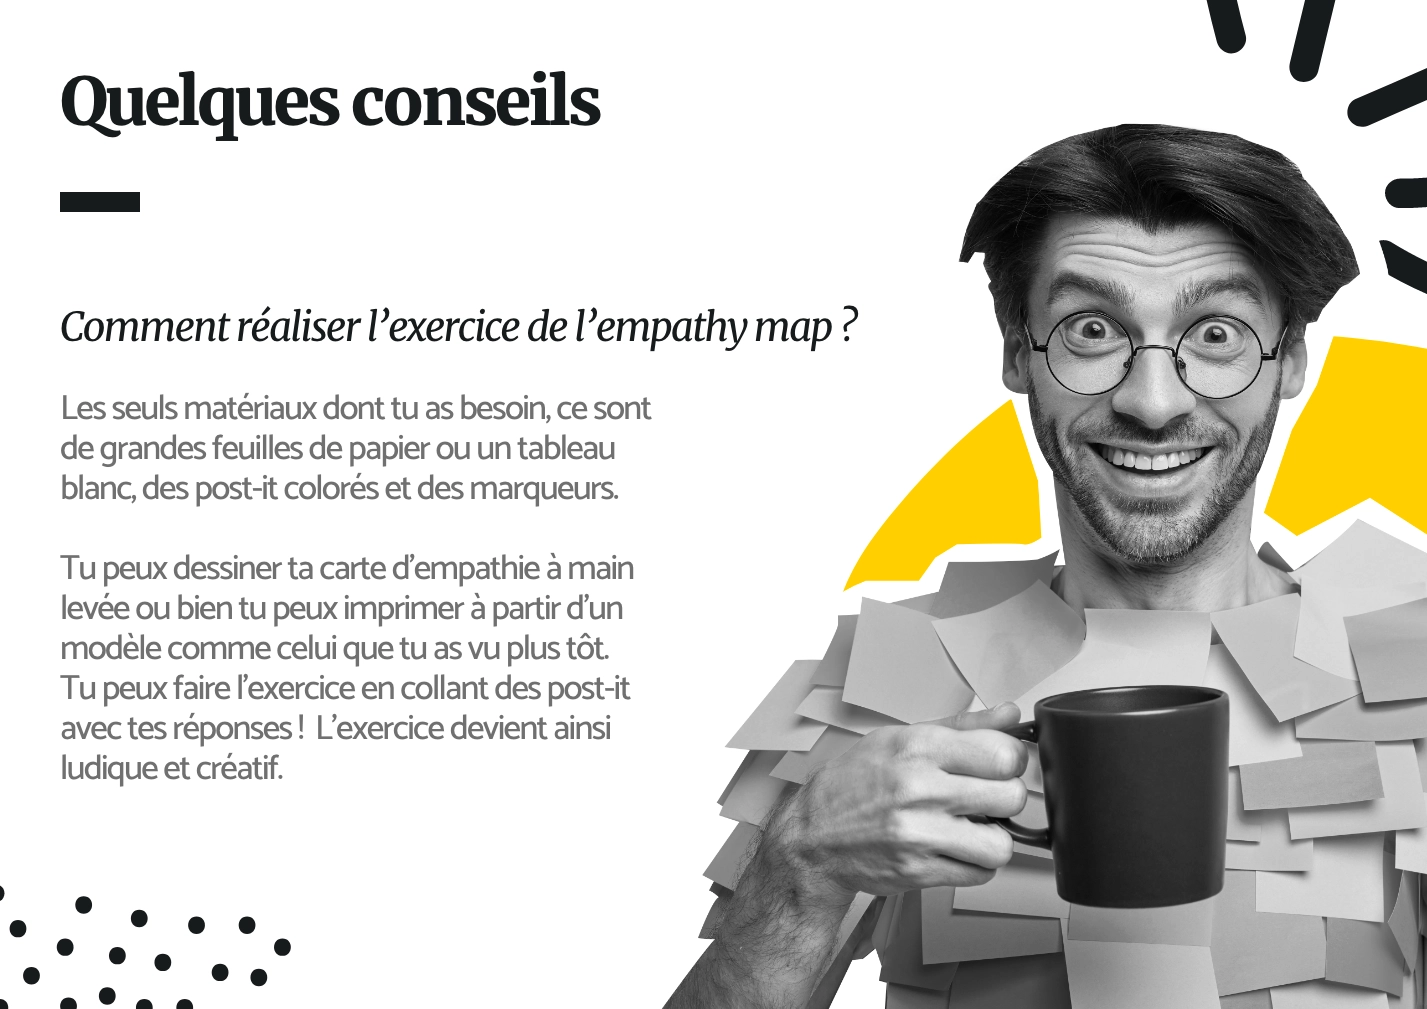 Quelques conseils
Comment réaliser l’exercice de l’empathy map ?
Les seuls matériaux dont tu as besoin, ce sont
de grandes feuilles de papier ou un tableau
blanc, des post-it colorés et des marqueurs.
Tu peux dessiner ta carte d’empathie à main
levée ou bien tu peux imprimer à partir d’un
modèle comme celui que tu as vu plus tôt.
Tu peux faire l’exercice en collant des post-it
avec tes réponses !  L’exercice devient ainsi
ludique et créatif.